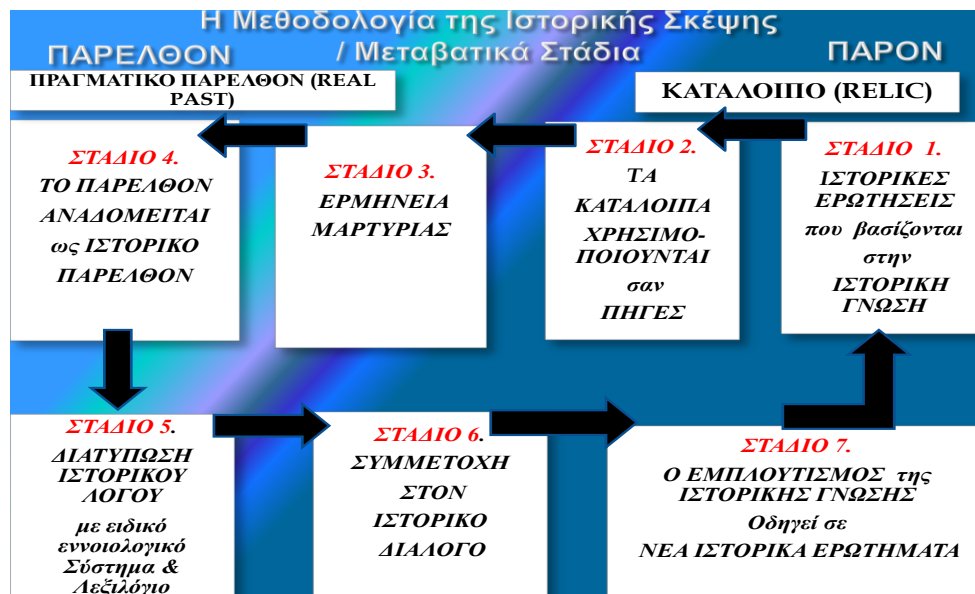 Η Μεθοδολογία της Ιστορικής Σκέψης
/ Μεταβατικά Στάδια
ΠΑΡΕΛΘΟΝ
ΠΑΡΟΝ
ΠΡΑΓΜΑΤΙΚΟ ΠΑΡΕΛΘΟΝ (REAL
PAST)
ΚΑΤΑΛΟΙΠΟ (RELIC)
ΣΤΑΔΙΟ 1.
ΙΣΤΟΡΙΚΕΣ
ΕΡΩΤΗΣΕΙΣ
που βασίζονται
στην
ΙΣΤΟΡΙΚΗ
ΓΝΩΣΗ
ΣΤΑΔΙΟ 2.
ΤΑ
ΚΑΤΑΛΟΙΠΑ
ΧΡΗΣΙΜΟ-
ΠΟΙΟΥΝΤΑΙ
σαν
ΠΗΓΕΣ
ΣΤΑΔΙΟ 3.
ΕΡΜΗΝΕΙΑ
ΜΑΡΤΥΡΙΑΣ
ΣΤΑΔΙΟ 4.
ΤΟ ΠΑΡΕΛΘΟΝ
ΑΝΑΔΟΜΕΙΤΑΙ
ως ΙΣΤΟΡΙΚΟ
ΠΑΡΕΛΘΟΝ
ΣΤΑΔΙΟ 5.
ΔΙΑΤΥΠΩΣΗ
ΙΣΤΟΡΙΚΟΥ
ΛΟΓΟΥ
με ειδικό
εννοιολογικό
Σύστημα &
Λεξιλόγιο
ΣΤΑΔΙΟ 6.
ΣΥΜΜΕΤΟΧΗ
ΣΤΟΝ
ΙΣΤΟΡΙΚΟ
ΔΙΑΛΟΓΟ
ΣΤΑΔΙΟ 7.
Ο ΕΜΠΛΟΥΤΙΣΜΟΣ της
ΙΣΤΟΡΙΚΗΣ ΓΝΩΣΗΣ
Οδηγεί σε
ΝΕΑ ΙΣΤΟΡΙΚΑ ΕΡΩΤΗΜΑΤΑ